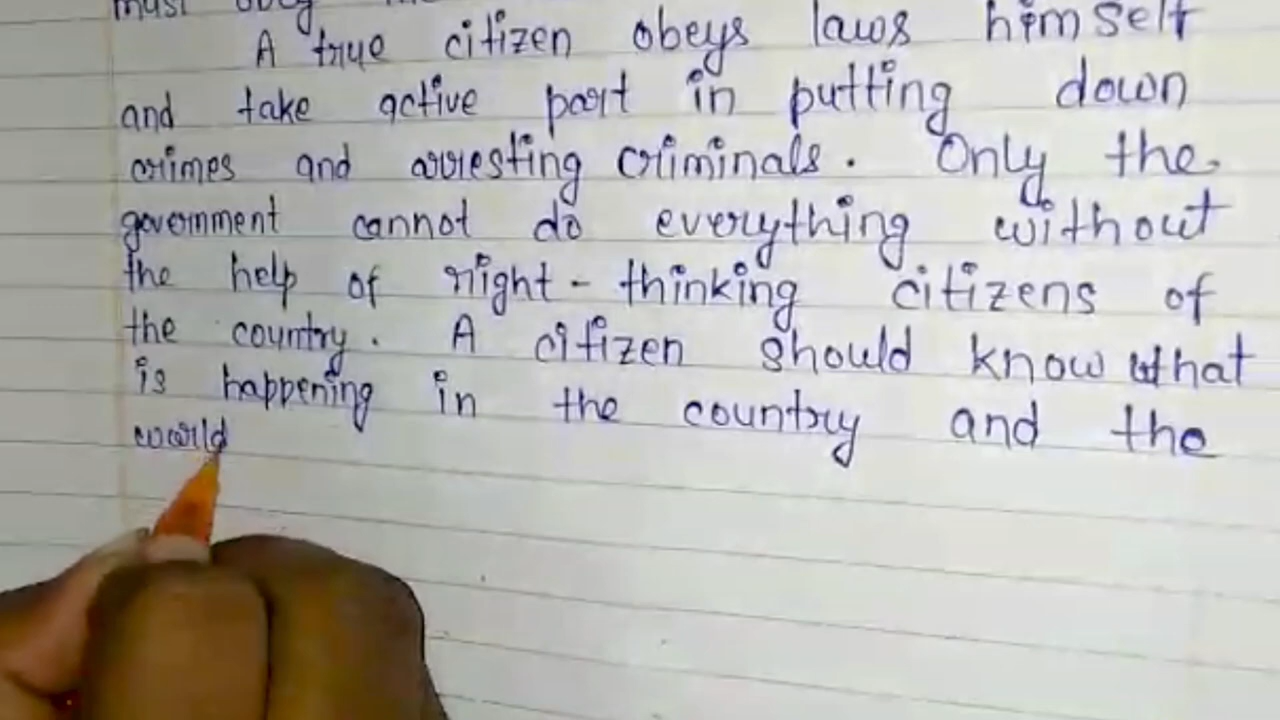 must obey
A true citizen obeys laws himself
and take active part in putting down
crimes and arresting criminals. Only the
government cannot do everything without
the help of right-thinking citizens of
the country. A citizen should know what
is happening in the country and the
world